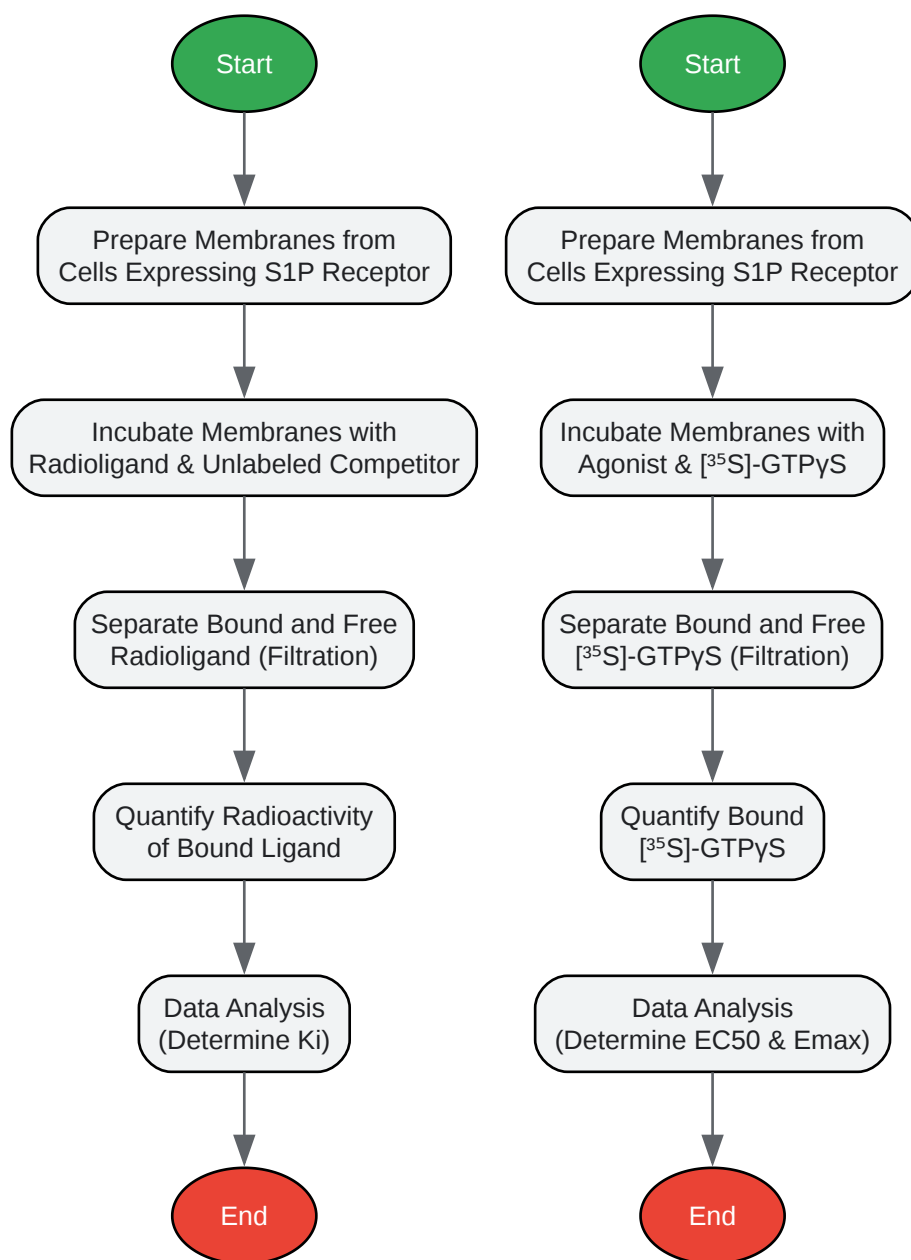 Start
Prepare Membranes from
Cells Expressing S1P Receptor
Incubate Membranes with
Radioligand & Unlabeled Competitor
Separate Bound and Free
Radioligand (Filtration)
Quantify Radioactivity
of Bound Ligand
Data Analysis
(Determine Ki)
End
Start
Prepare Membranes from
Cells Expressing S1P Receptor
Incubate Membranes with
Agonist & [³⁵S]-GTPγS
Separate Bound and Free
[³⁵S]-GTPγS (Filtration)
Quantify Bound
[³⁵S]-GTPγS
Data Analysis
(Determine EC50 & Emax)
End